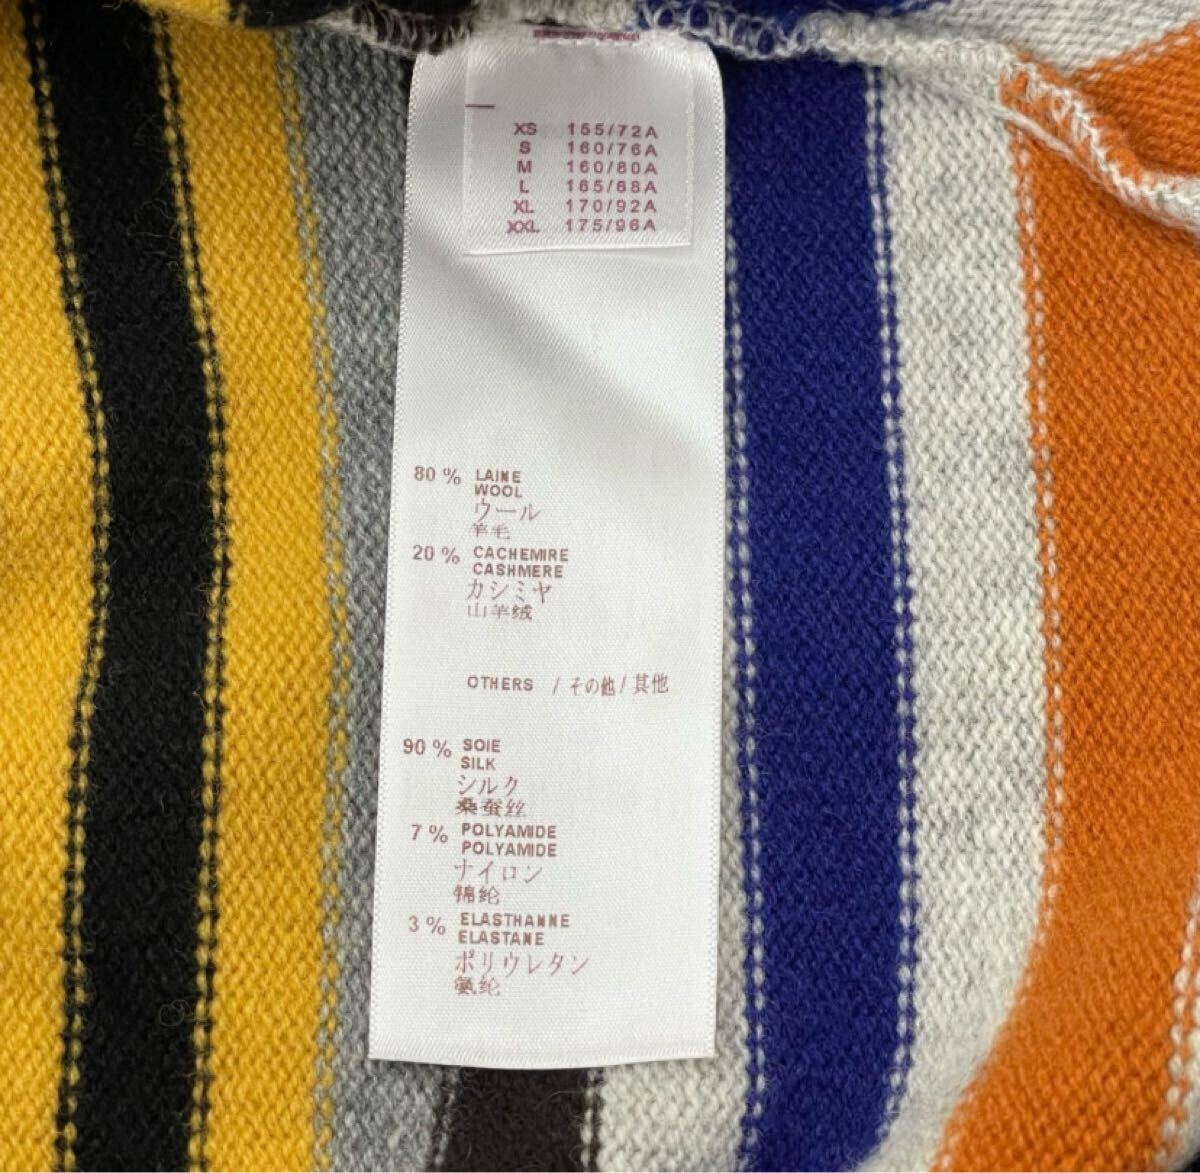 XS 155/72A
S 160/76A
M 160/80A
L 165/88A
XL 170/92A
XXL 175/96A
80 % LAINE
WOOL
ウール
羊毛
20 % CACHEMIRE
CASHMERE
カシミヤ
山羊绒
OTHERS / その他 / 其他
90 % SOIE
SILK
シルク
桑蚕丝
7 % POLYAMIDE
POLYAMIDE
ナイロン
锦纶
3 % ELASTHANNE
ELASTANE
ポリウレタン
氨纶